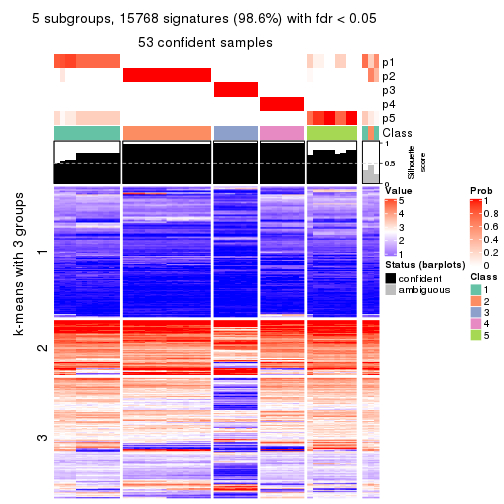 5 subgroups, 15768 signatures (98.6%) with fdr < 0.05
53 confident samples
p1
p2
p3
p4
p5
Class
1
0.5
0
Silhouette
score
k-means with 3 groups
1
2
3
Value
5
4
3
2
1
Status (barplots)
confident
ambiguous
Prob
1
0.8
0.6
0.4
0.2
0
Class
1
2
3
4
5